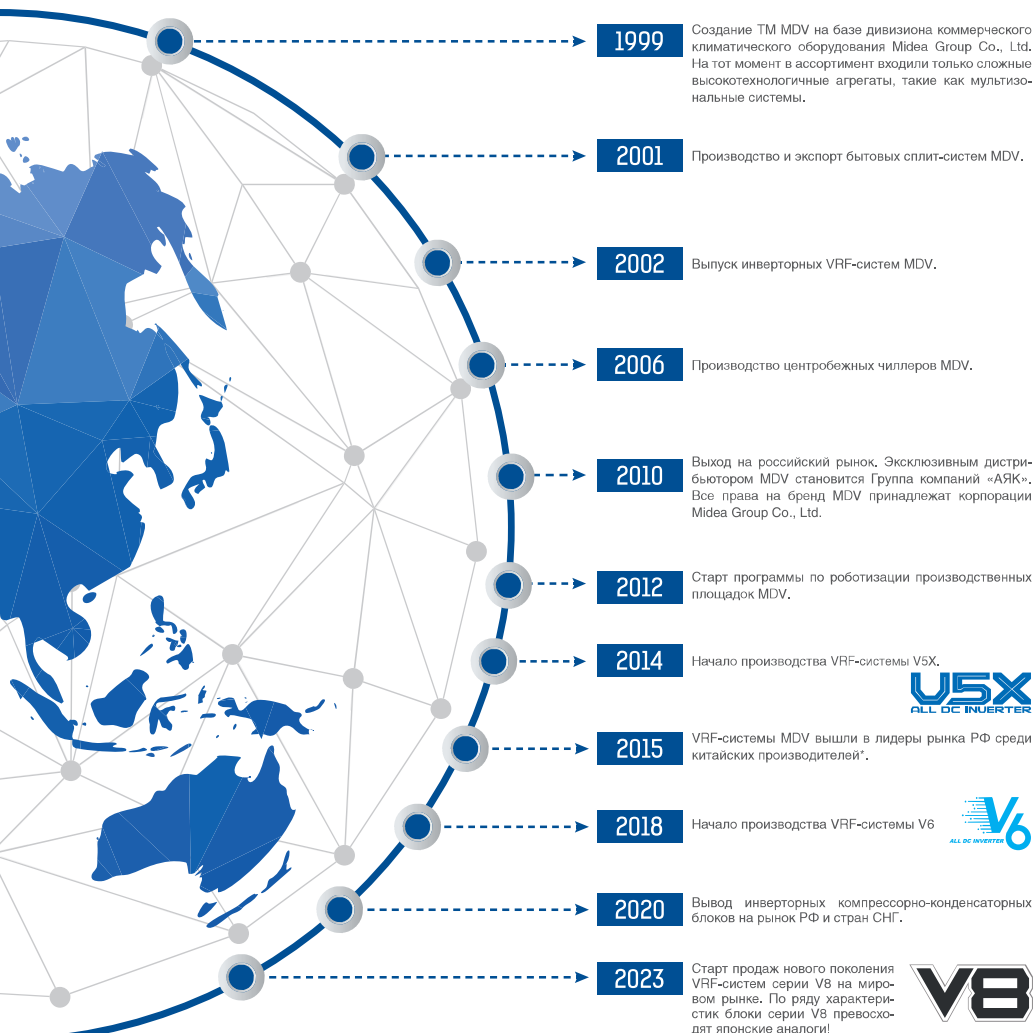 1999
Создание ТМ MDV на базе дивизиона коммерческого
климатического оборудования Midea Group Co., Ltd.
На тот момент в ассортимент входили только сложные
высокотехнологичные агрегаты, такие как мультизо-
нальные системы.
2001
Производство и экспорт бытовых сплит-систем MDV.
2002
Выпуск инверторных VRF-систем MDV.
2006
Производство центробежных чиллеров MDV.
2010
Выход на российский рынок. Эксклюзивным дистри-
бьютором MDV становится Группа компаний «АЯК».
Все права на бренд MDV принадлежат корпорации
Midea Group Co., Ltd.
2012
Старт программы по роботизации производственных
площадок MDV.
2014
Начало производства VRF-системы V5X.
V5X
ALL DC INVERTER
2015
VRF-системы MDV вышли в лидеры рынка РФ среди
китайских производителей*.
2018
Начало производства VRF-системы V6
V6
ALL DC INVERTER
2020
Вывод инверторных компрессорно-конденсаторных
блоков на рынок РФ и стран СНГ.
2023
Старт продаж нового поколения
VRF-систем серии V8 на миро-
вом рынке. По ряду характери-
стик блоки серии V8 превосхо-
дят японские аналоги!
V8